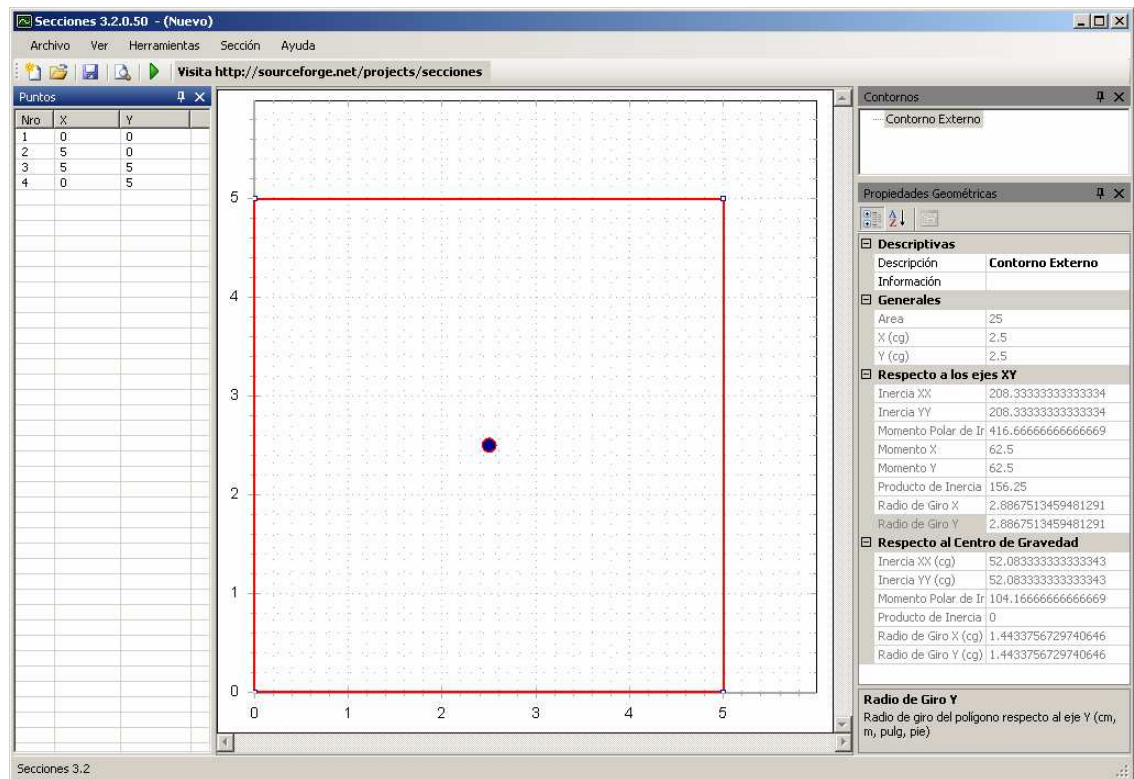 Secciones 3.2.0.50 - (Nuevo)
Archivo Ver Herramientas Sección Ayuda
Visita http://sourceforge.net/projects/secciones
Puntos
Nro X Y
1 0 0
2 5 0
3 5 5
4 0 5
5
4
3
2
1
0
0 1 2 3 4 5
Contornos
Contorno Externo
Propiedades Geométricas
Descriptivas
Descripción Contorno Externo
Información
Generales
Area 25
X (cg) 2.5
Y (cg) 2.5
Respecto a los ejes XY
Inercia XX 208.33333333333334
Inercia YY 208.33333333333334
Momento Polar de Ir 416.66666666666669
Momento X 62.5
Momento Y 62.5
Producto de Inercia 156.25
Radio de Giro X 2.8867513459481291
Radio de Giro Y 2.8867513459481291
Respecto al Centro de Gravedad
Inercia XX (cg) 52.083333333333343
Inercia YY (cg) 52.083333333333343
Momento Polar de Ir 104.16666666666669
Producto de Inercia 0
Radio de Giro X (cg) 1.4433756729740646
Radio de Giro Y (cg) 1.4433756729740646
Radio de Giro Y
Radio de giro del polígono respecto al eje Y (cm,
m, pulg, pie)
Secciones 3.2